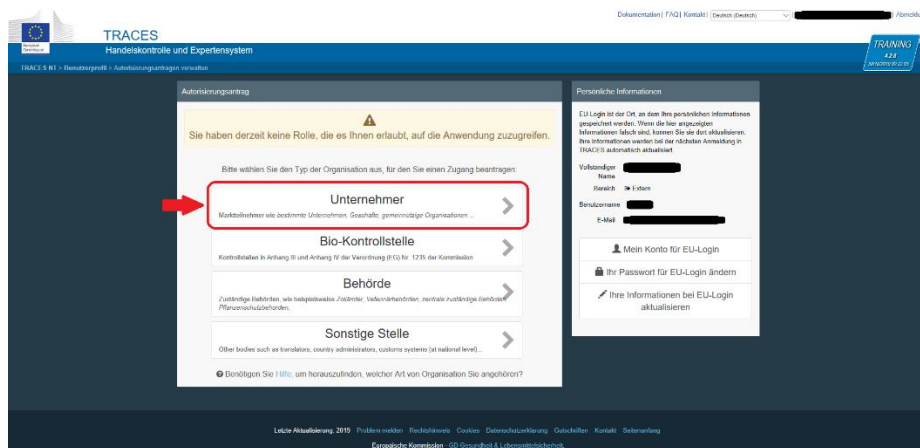 Dokumentation | FAQ | Kontakt | Deutsch (Deutsch)
TRACES
Handelskontrolle und Expertensystem
TRAINING
TRACES NT > Benutzerprofil > Autorisierungsanfragen verwalten
Autorisierungsantrag
Sie haben derzeit keine Rolle, die es Ihnen erlaubt, auf die Anwendung zuzugreifen.
Bitte wählen Sie den Typ der Organisation aus, für den Sie einen Zugang beantragen:
Unternehmer
Marktteilnehmer wie bestimmte Unternehmen, Geschäfte, gemeinnützige Organisationen ...
Bio-Kontrollstelle
Kontrollstellen in Anhang III und Anhang IV der Verordnung (EG) Nr. 1235 der Kommission
Behörde
Zuständige Behörden, wie beispielsweise Zollämter, Veterinärbehörden, zentrale zuständige Behörden
Pflanzenschutzbehörden.
Sonstige Stelle
Other bodies such as translators, country administrators, customs systems (at national level)...
Benötigen Sie Hilfe, um herauszufinden, welcher Art von Organisation Sie angehören?
Persönliche Informationen
EU-Login ist der Ort, an dem Ihre persönlichen Informationen
gespeichert werden. Wenn die hier angezeigten
Informationen falsch sind, können Sie sie dort aktualisieren.
Ihre Informationen werden bei der nächsten Anmeldung in
TRACES automatisch aktualisiert.
Vollständiger
Name
Bereich Extern
Benutzername
E-Mail
Mein Konto für EU-Login
Ihr Passwort für EU-Login ändern
Ihre Informationen bei EU-Login
aktualisieren
Letzte Aktualisierung: 2019 Problem melden Rechtshinweis Cookies Datenschutzerklärung Gutschriften Kontakt Seitenanfang
Europäische Kommission - GD Gesundheit & Lebensmittelsicherheit.